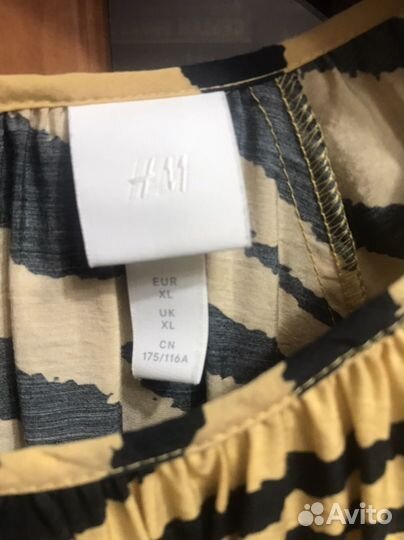 H&M
EUR
XL
UK
XL
CN
175/116A
Avito